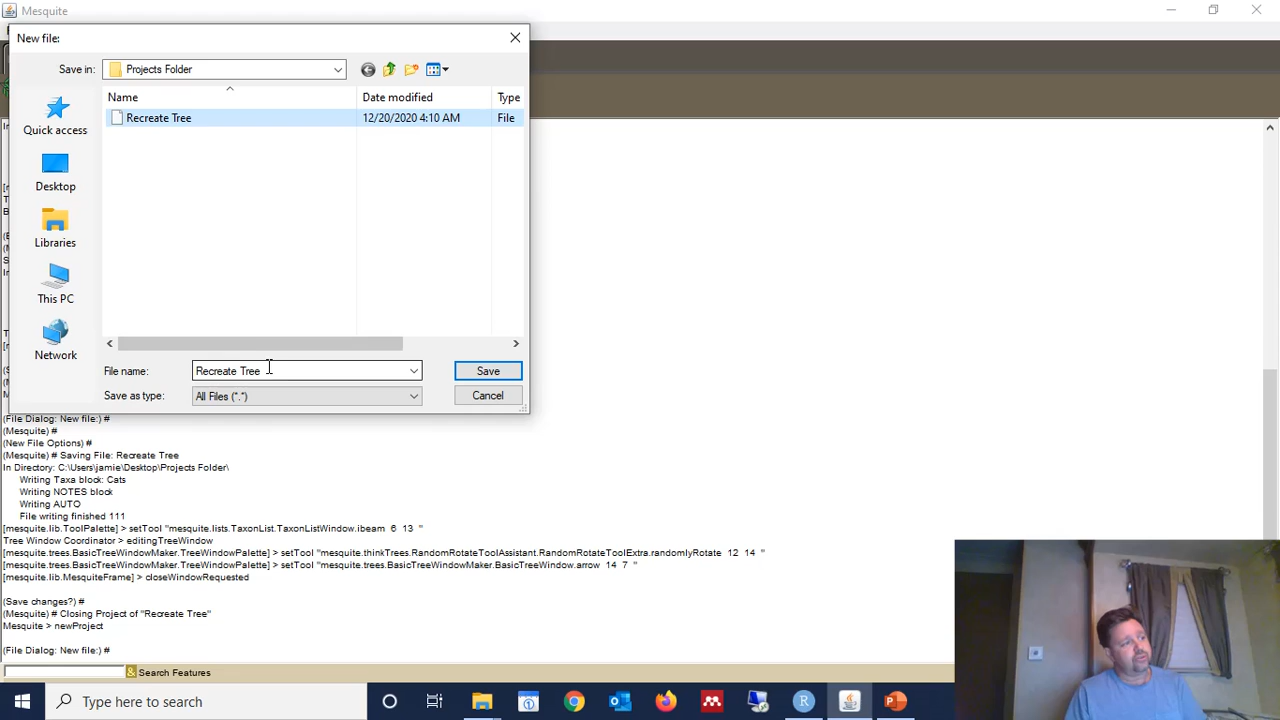 Mesquite
New file:
Save in: Projects Folder
Name Date modified Type
Recreate Tree 12/20/2020 4:10 AM File
Quick access
Desktop
Libraries
This PC
Network
File name: Recreate Tree Save
Save as type: All Files (*.*) Cancel
(File Dialog: New file:) #
(Mesquite) #
(New File Options) #
(Mesquite) # Saving File: Recreate Tree
In Directory: C:\Users\jamie\Desktop\Projects Folder\
Writing Taxa block: Cats
Writing NOTES block
Writing AUTO
File writing finished 111
[mesquite.lib.ToolPalette] > setTool "mesquite.lists.TaxonList.TaxonListWindow.ibeam 6 13 "
Tree Window Coordinator > editingTreeWindow
[mesquite.trees.BasicTreeWindowMaker.TreeWindowPalette] > setTool "mesquite.thinkTrees.RandomRotateToolAssistant.RandomRotateToolExtra.randomlyRotate 12 14 "
[mesquite.trees.BasicTreeWindowMaker.TreeWindowPalette] > setTool "mesquite.trees.BasicTreeWindowMaker.BasicTreeWindow.arrow 14 7 "
[mesquite.lib.MesquiteFrame] > closeWindowRequested
(Save changes?) #
(Mesquite) # Closing Project of "Recreate Tree"
Mesquite > newProject
(File Dialog: New file:) #
& Search Features
Type here to search